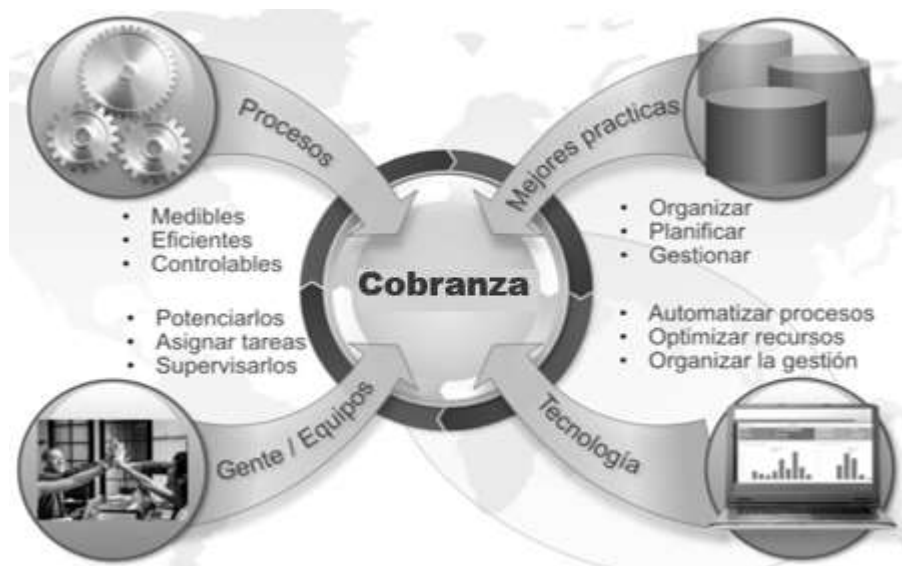 Procesos
Mejores practicas
• Medibles
• Eficientes
• Controlables
• Organizar
• Planificar
• Gestionar
Cobranza
• Potenciarlos
• Asignar tareas
• Supervisarlos
• Automatizar procesos
• Optimizar recursos
• Organizar la gestión
Gente / Equipos
Tecnología